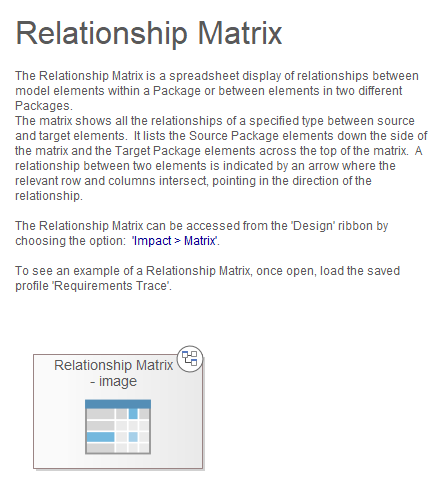 Relationship Matrix
The Relationship Matrix is a spreadsheet display of relationships between
model elements within a Package or between elements in two different
Packages.
The matrix shows all the relationships of a specified type between source
and target elements.  It lists the Source Package elements down the side of
the matrix and the Target Package elements across the top of the matrix.  A
relationship between two elements is indicated by an arrow where the
relevant row and columns intersect, pointing in the direction of the
relationship.
The Relationship Matrix can be accessed from the 'Design' ribbon by
choosing the option:  'Impact > Matrix'.
To see an example of a Relationship Matrix, once open, load the saved
profile 'Requirements Trace'.
Relationship Matrix
- image